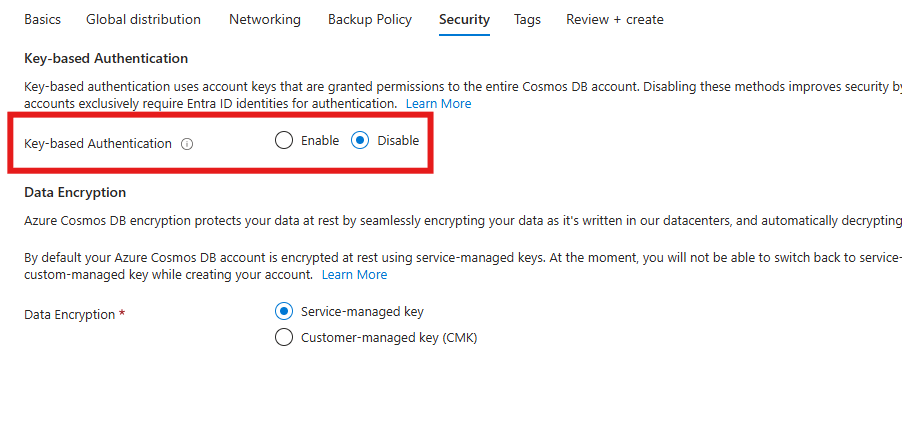 Basics Global distribution Networking Backup Policy Security Tags Review + create
Key-based Authentication
Key-based authentication uses account keys that are granted permissions to the entire Cosmos DB account. Disabling these methods improves security by
accounts exclusively require Entra ID identities for authentication. Learn More
Key-based Authentication Enable Disable
Data Encryption
Azure Cosmos DB encryption protects your data at rest by seamlessly encrypting your data as it's written in our datacenters, and automatically decrypting
By default your Azure Cosmos DB account is encrypted at rest using service-managed keys. At the moment, you will not be able to switch back to service-
custom-managed key while creating your account. Learn More
Data Encryption * Service-managed key
Customer-managed key (CMK)